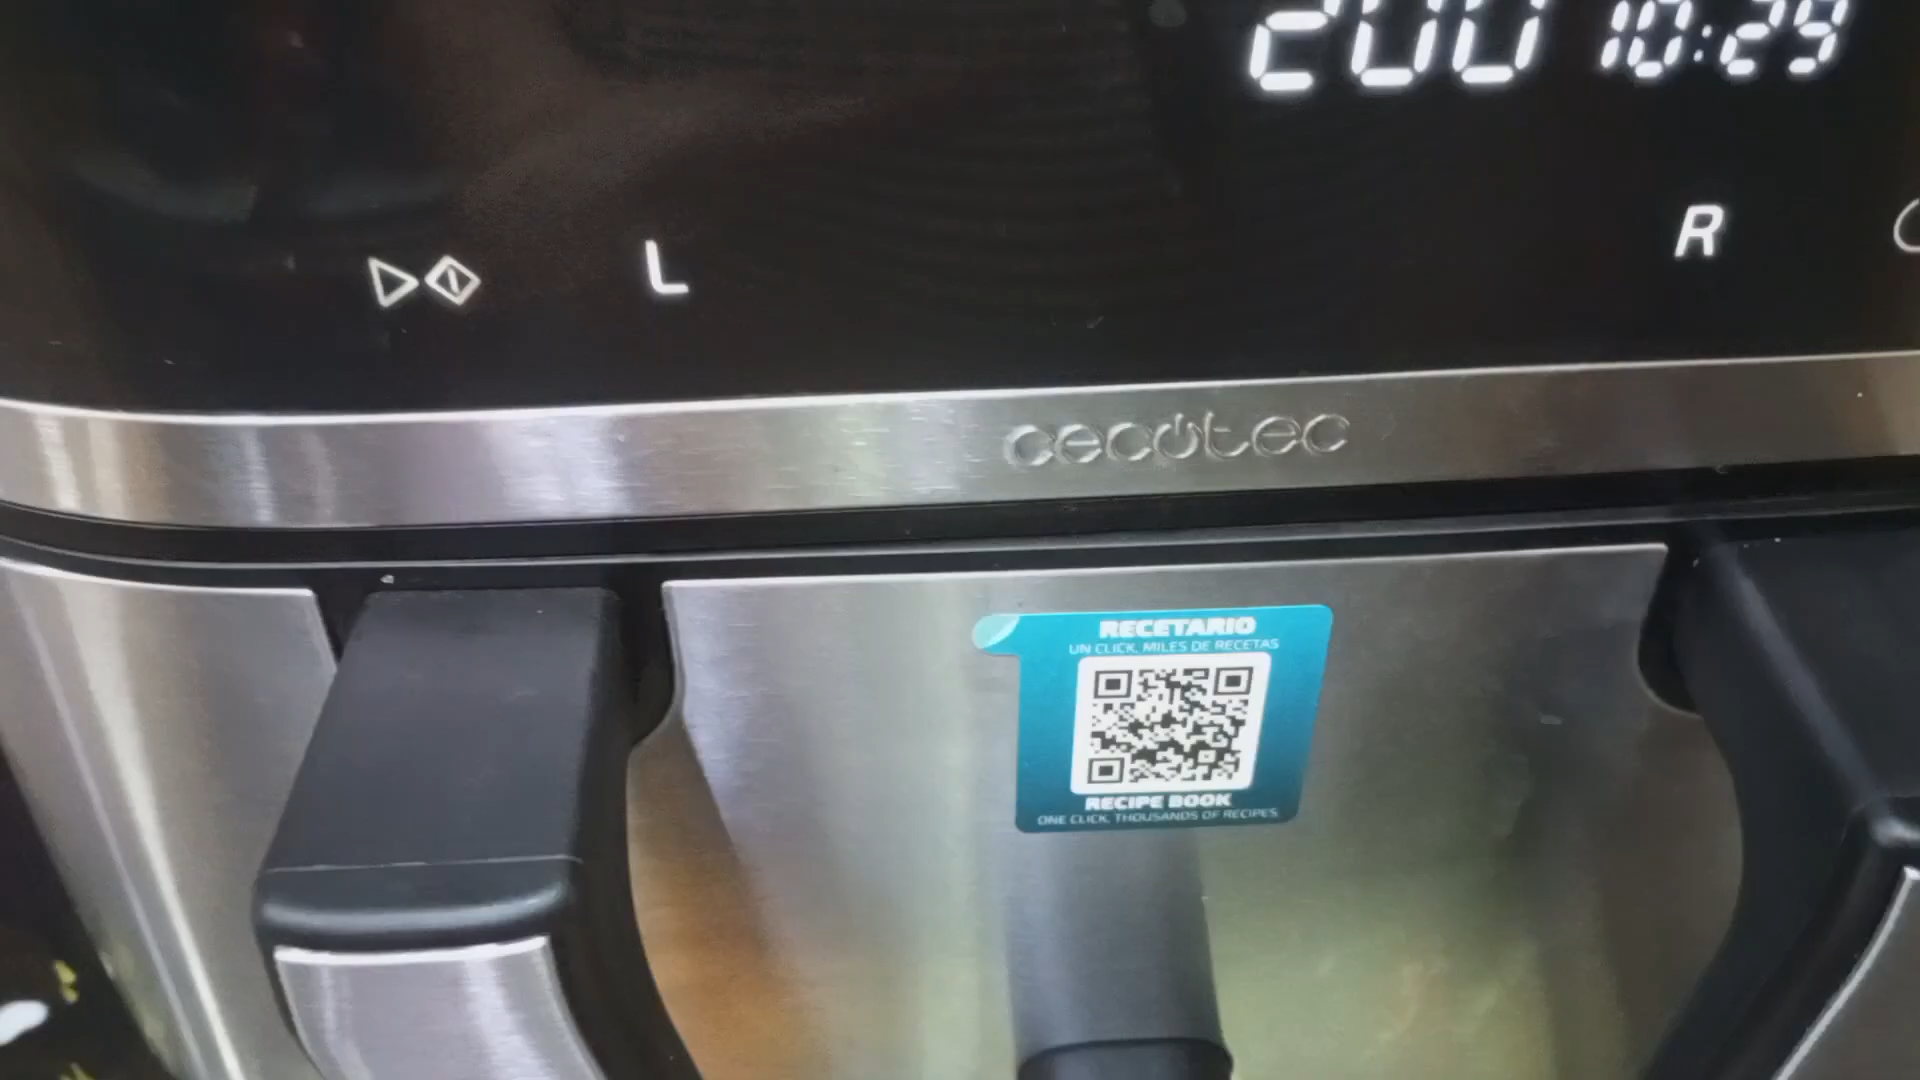 200 10:29
L
R
cecotec
RECETARIO
UN CLICK, MILES DE RECETAS
RECIPE BOOK
ONE CLICK, THOUSANDS OF RECIPES